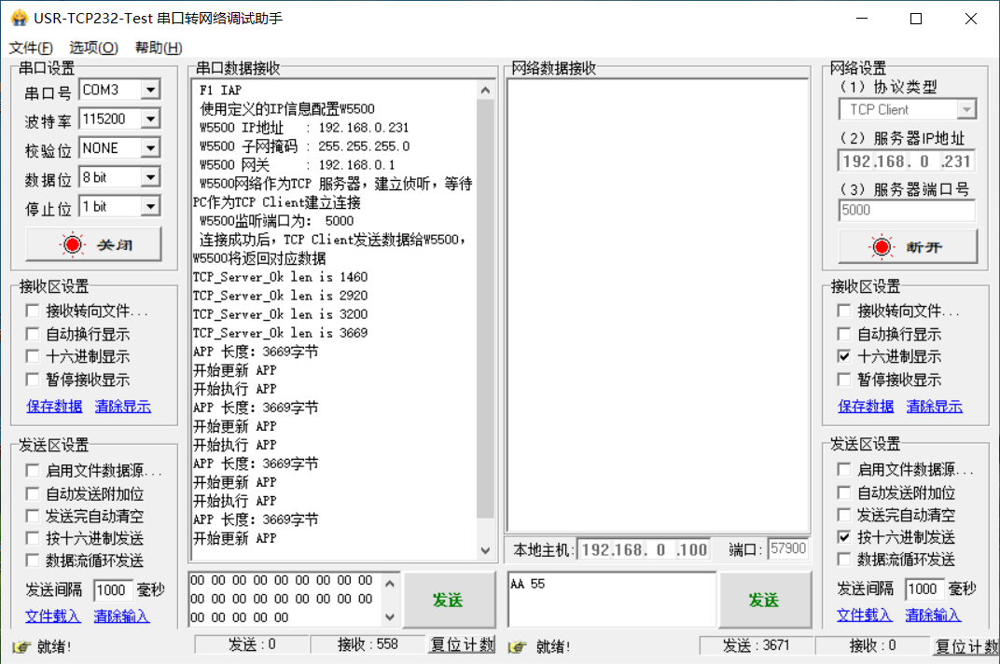 USR-TCP232-Test 串口转网络调试助手
文件(F) 选项(O) 帮助(H)
串口设置
串口号 COM3
波特率 115200
校验位 NONE
数据位 8 bit
停止位 1 bit
关闭
接收区设置
接收转向文件...
自动换行显示
十六进制显示
暂停接收显示
保存数据 清除显示
发送区设置
启用文件数据源...
自动发送附加位
发送完自动清空
按十六进制发送
数据流循环发送
发送间隔 1000 毫秒
文件载入 清除输入
就绪!
串口数据接收
F1 IAP
使用定义的IP信息配置W5500
W5500 IP地址 : 192.168.0.231
W5500 子网掩码 : 255.255.255.0
W5500 网关 : 192.168.0.1
W5500网络作为TCP 服务器，建立侦听，等待
PC作为TCP Client建立连接
W5500监听端口为： 5000
连接成功后，TCP Client发送数据给W5500，
W5500将返回对应数据
TCP_Server_Ok len is 1460
TCP_Server_Ok len is 2920
TCP_Server_Ok len is 3200
TCP_Server_Ok len is 3669
APP 长度：3669字节
开始更新 APP
开始执行 APP
APP 长度：3669字节
开始更新 APP
开始执行 APP
APP 长度：3669字节
开始更新 APP
开始执行 APP
APP 长度：3669字节
开始更新 APP
00 00 00 00 00 00 00 00 00
00 00 00 00 00 00 00 00 00
00 00 00 00 00
发送
发送 : 0 接收 : 558 复位计数
网络数据接收
本地主机: 192.168. 0 .100 端口: 57900
AA 55
发送
就绪!
发送 : 3671 接收 : 0 复位计数
网络设置
（1）协议类型
TCP Client
（2）服务器IP地址
192.168. 0 .231
（3）服务器端口号
5000
断开
接收区设置
接收转向文件...
自动换行显示
十六进制显示
暂停接收显示
保存数据 清除显示
发送区设置
启用文件数据源...
自动发送附加位
发送完自动清空
按十六进制发送
数据流循环发送
发送间隔 1000 毫秒
文件载入 清除输入